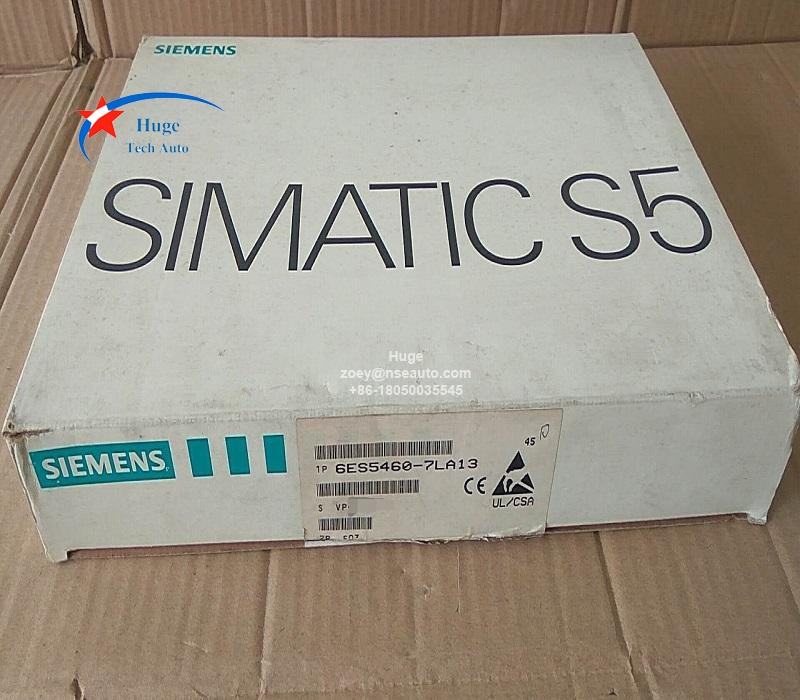 SIEMENS
Huge
Tech Auto
SIMATIC S5
Huge
zoey@nseauto.com
+86-18050035545
SIEMENS
45
1P 6ES5460-7LA13
CE
UL/CSA
S VP